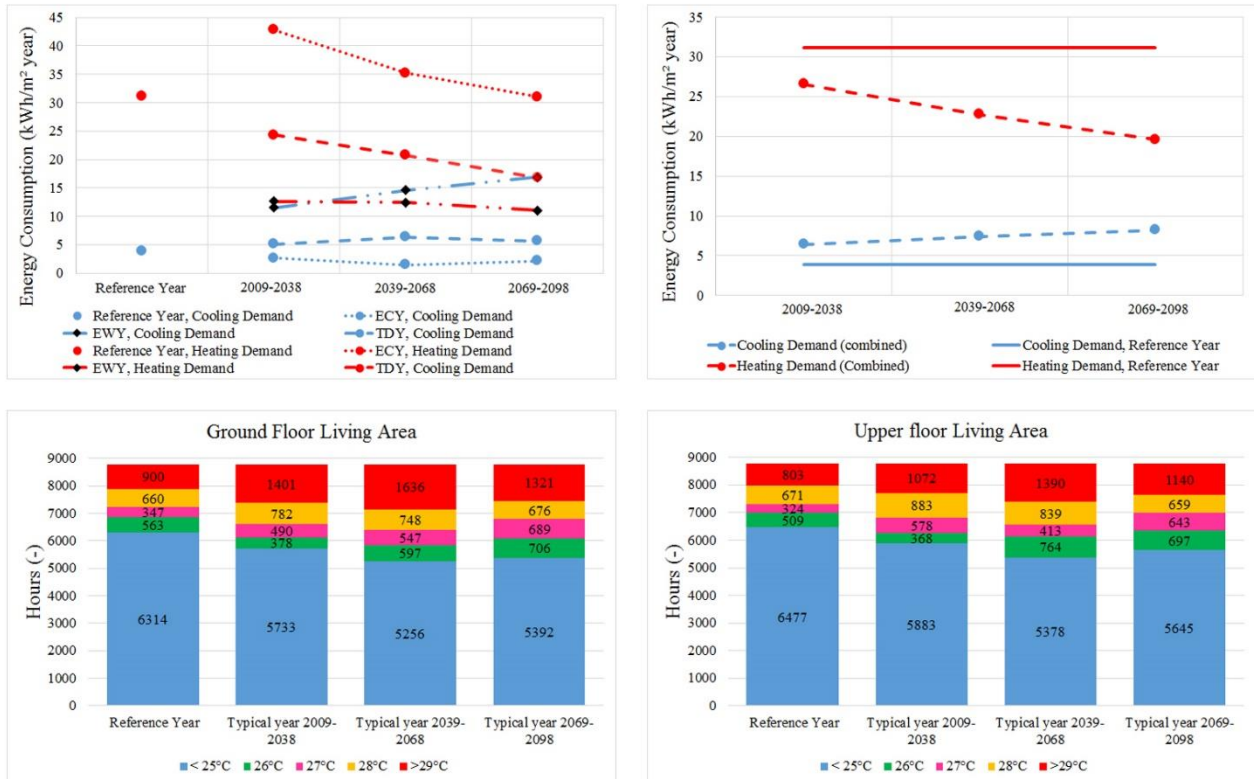 Energy Consumption (kWh/m² year)
45
40
35
30
25
20
15
10
5
0
Reference Year
2009-2038
2039-2068
2069-2098
Reference Year, Cooling Demand
ECY, Cooling Demand
EWY, Cooling Demand
TDY, Cooling Demand
Reference Year, Heating Demand
ECY, Heating Demand
EWY, Heating Demand
TDY, Cooling Demand
Energy Consumption (kWh/m² year)
35
30
25
20
15
10
5
0
2009-2038
2039-2068
2069-2098
Cooling Demand (combined)
Cooling Demand, Reference Year
Heating Demand (Combined)
Heating Demand, Reference Year
Ground Floor Living Area
Hours (-)
9000
8000
7000
6000
5000
4000
3000
2000
1000
0
900
660
347
563
6314
1401
782
490
378
5733
1636
748
547
597
5256
1321
676
689
706
5392
Reference Year
Typical year 2009-
2038
Typical year 2039-
2068
Typical year 2069-
2098
< 25°C
26°C
27°C
28°C
>29°C
Upper floor Living Area
Hours (-)
9000
8000
7000
6000
5000
4000
3000
2000
1000
0
803
671
324
509
6477
1072
883
578
368
5883
1390
839
413
764
5378
1140
659
643
697
5645
Reference Year
Typical year 2009-
2038
Typical year 2039-
2068
Typical year 2069-
2098
< 25°C
26°C
27°C
28°C
>29°C